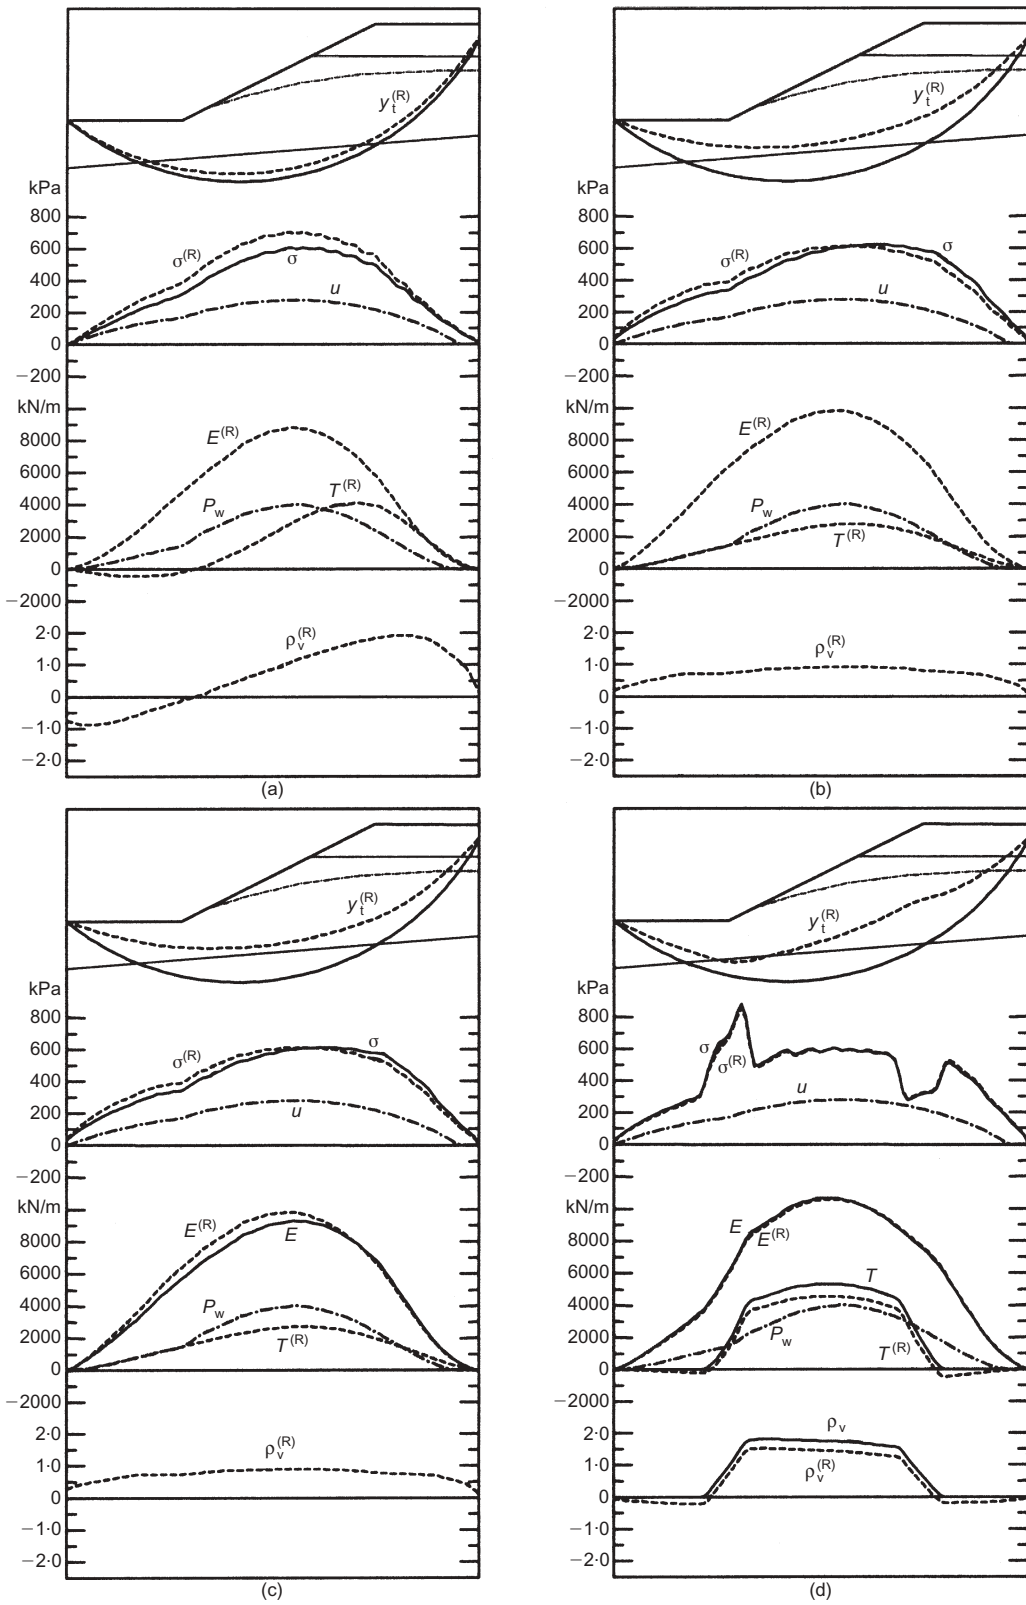 y_t^(R)
kPa
800
600
400
200
0
−200
σ^(R)
σ
u
kN/m
8000
6000
4000
2000
0
−2000
E^(R)
P_w
T^(R)
2·0
1·0
0
−1·0
−2·0
ρ_v^(R)
(a)
y_t^(R)
kPa
800
600
400
200
0
−200
σ^(R)
σ
u
kN/m
8000
6000
4000
2000
0
−2000
E^(R)
P_w
T^(R)
2·0
1·0
0
−1·0
−2·0
ρ_v^(R)
(b)
y_t^(R)
kPa
800
600
400
200
0
−200
σ^(R)
σ
u
kN/m
8000
6000
4000
2000
0
−2000
E^(R)
E
P_w
T^(R)
2·0
1·0
0
−1·0
−2·0
ρ_v^(R)
(c)
y_t^(R)
kPa
800
600
400
200
0
−200
σ
σ^(R)
u
kN/m
8000
6000
4000
2000
0
−2000
E
E^(R)
T
P_w
T^(R)
2·0
1·0
0
−1·0
−2·0
ρ_v
ρ_v^(R)
(d)